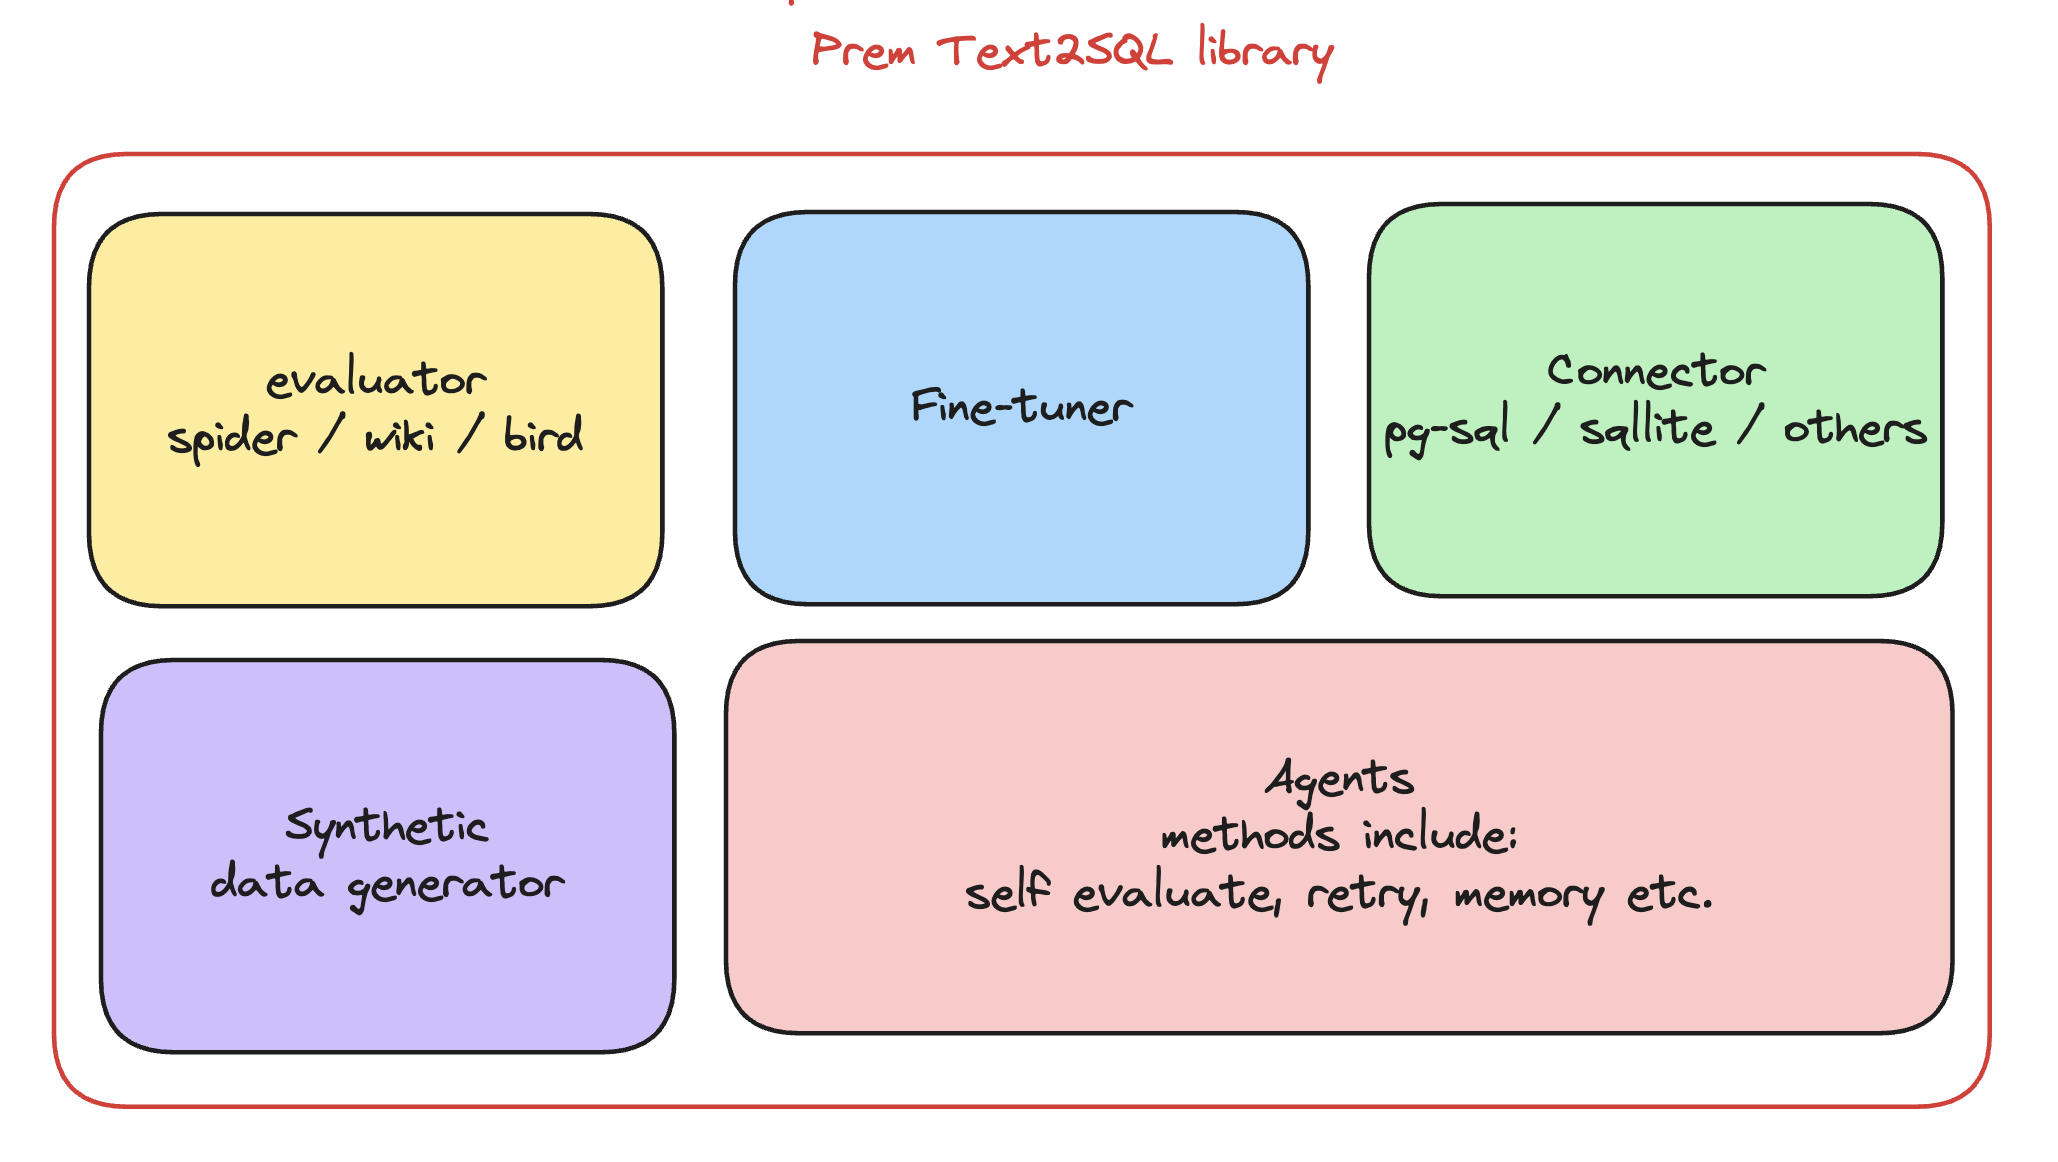 Prem Text2SQL library
evaluator
spider / wiki / bird
Fine-tuner
Connector
pg-sql / sqllite / others
Synthetic
data generator
Agents
methods include:
self evaluate, retry, memory etc.